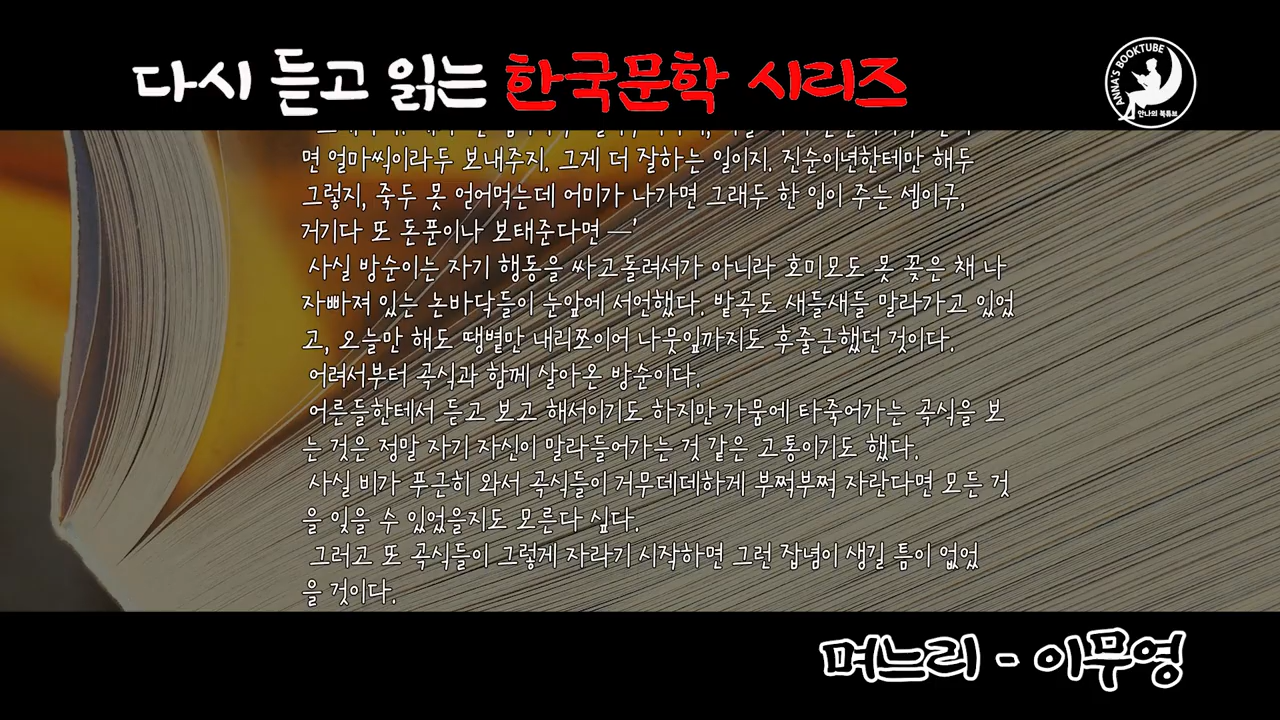 다시 듣고 읽는 한국문학 시리즈
ANNA'S BOOKTUBE
안나의 북튜브
면 얼마씩이라두 보내주지. 그게 더 잘하는 일이지. 진순이년한테만 해두
그렇지, 죽두 못 얻어먹는데 어미가 나가면 그래두 한 입이 주는 셈이구,
거기다 또 돈푼이나 보태준다면 —'
사실 방순이는 자기 행동을 싸고돌려서가 아니라 호미모도 못 꽂은 채 나
자빠져 있는 논바닥들이 눈앞에 서언했다. 밭곡도 새들새들 말라가고 있었
고, 오늘만 해도 땡볕만 내리쪼이어 나뭇잎까지도 후줄근했던 것이다.
어려서부터 곡식과 함께 살아온 방순이다.
어른들한테서 듣고 보고 해서이기도 하지만 가뭄에 타죽어가는 곡식을 보
는 것은 정말 자기 자신이 말라들어가는 것 같은 고통이기도 했다.
사실 비가 푸근히 와서 곡식들이 거무데데하게 부쩍부쩍 자란다면 모든 것
을 잊을 수 있었을지도 모른다 싶다.
그러고 또 곡식들이 그렇게 자라기 시작하면 그런 잡념이 생길 틈이 없었
을 것이다.
며느리 - 이무영